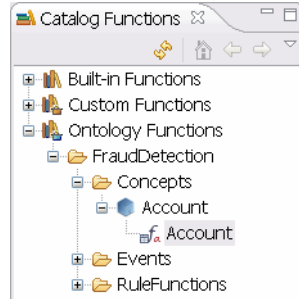 Catalog Functions
Built-in Functions
Custom Functions
Ontology Functions
FraudDetection
Concepts
Account
Account
Events
RuleFunctions